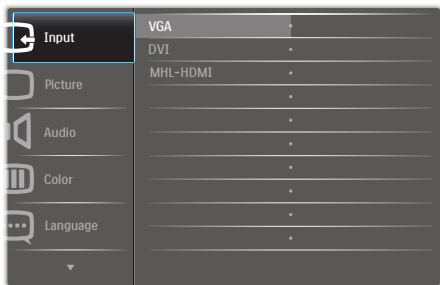 Input
Picture
Audio
Color
Language
VGA
DVI
MHL-HDMI